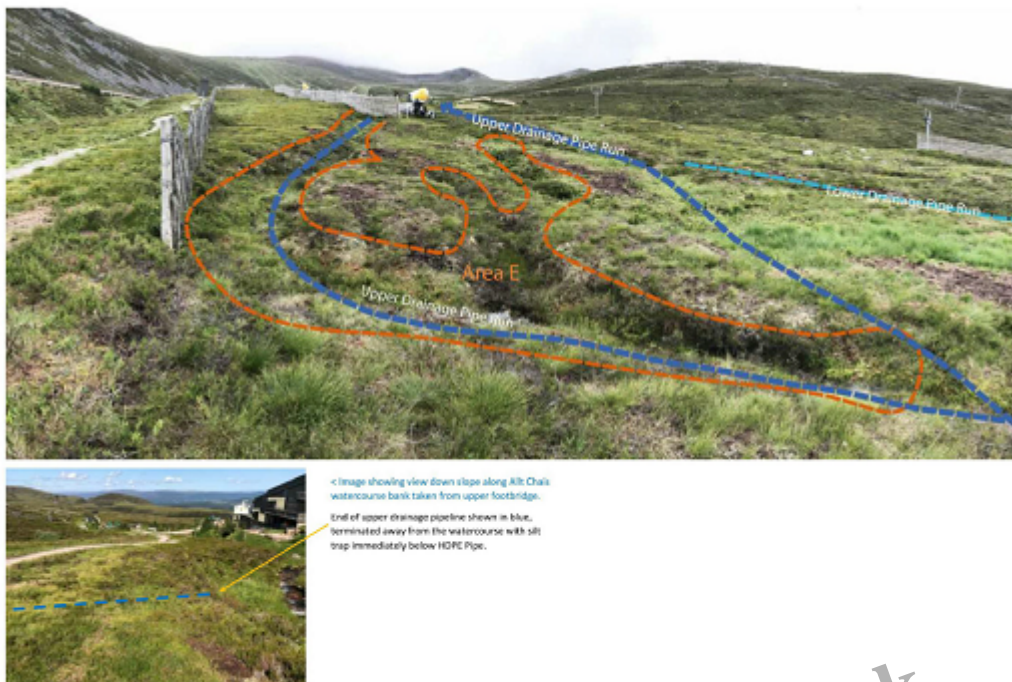 Upper Drainage Pipe Run
Lower Drainage Pipe Run
Area E
Upper Drainage Pipe Run
< Image showing view down slope along Allt Chais
watercourse bank taken from upper footbridge.
End of upper drainage pipeline shown in blue,
terminated away from the watercourse with silt
trap immediately below HDPE Pipe.